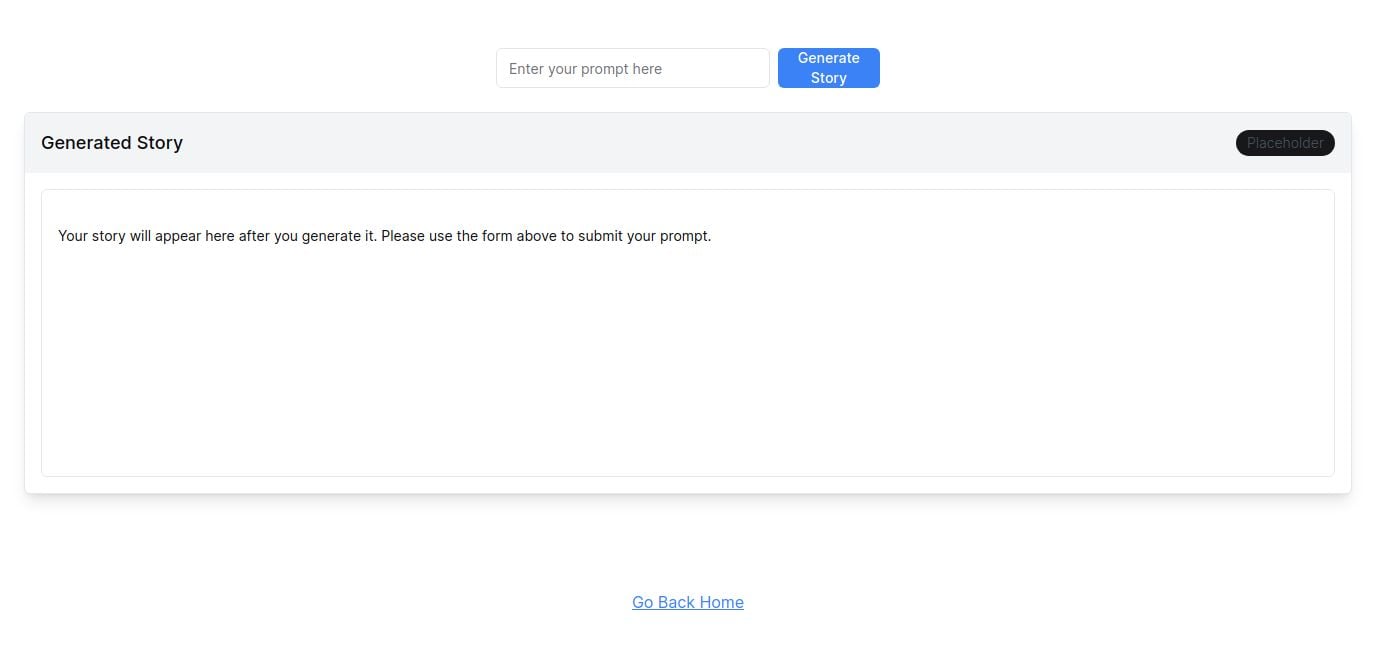 Enter your prompt here
Generate
Story
Generated Story
Placeholder
Your story will appear here after you generate it. Please use the form above to submit your prompt.
Go Back Home